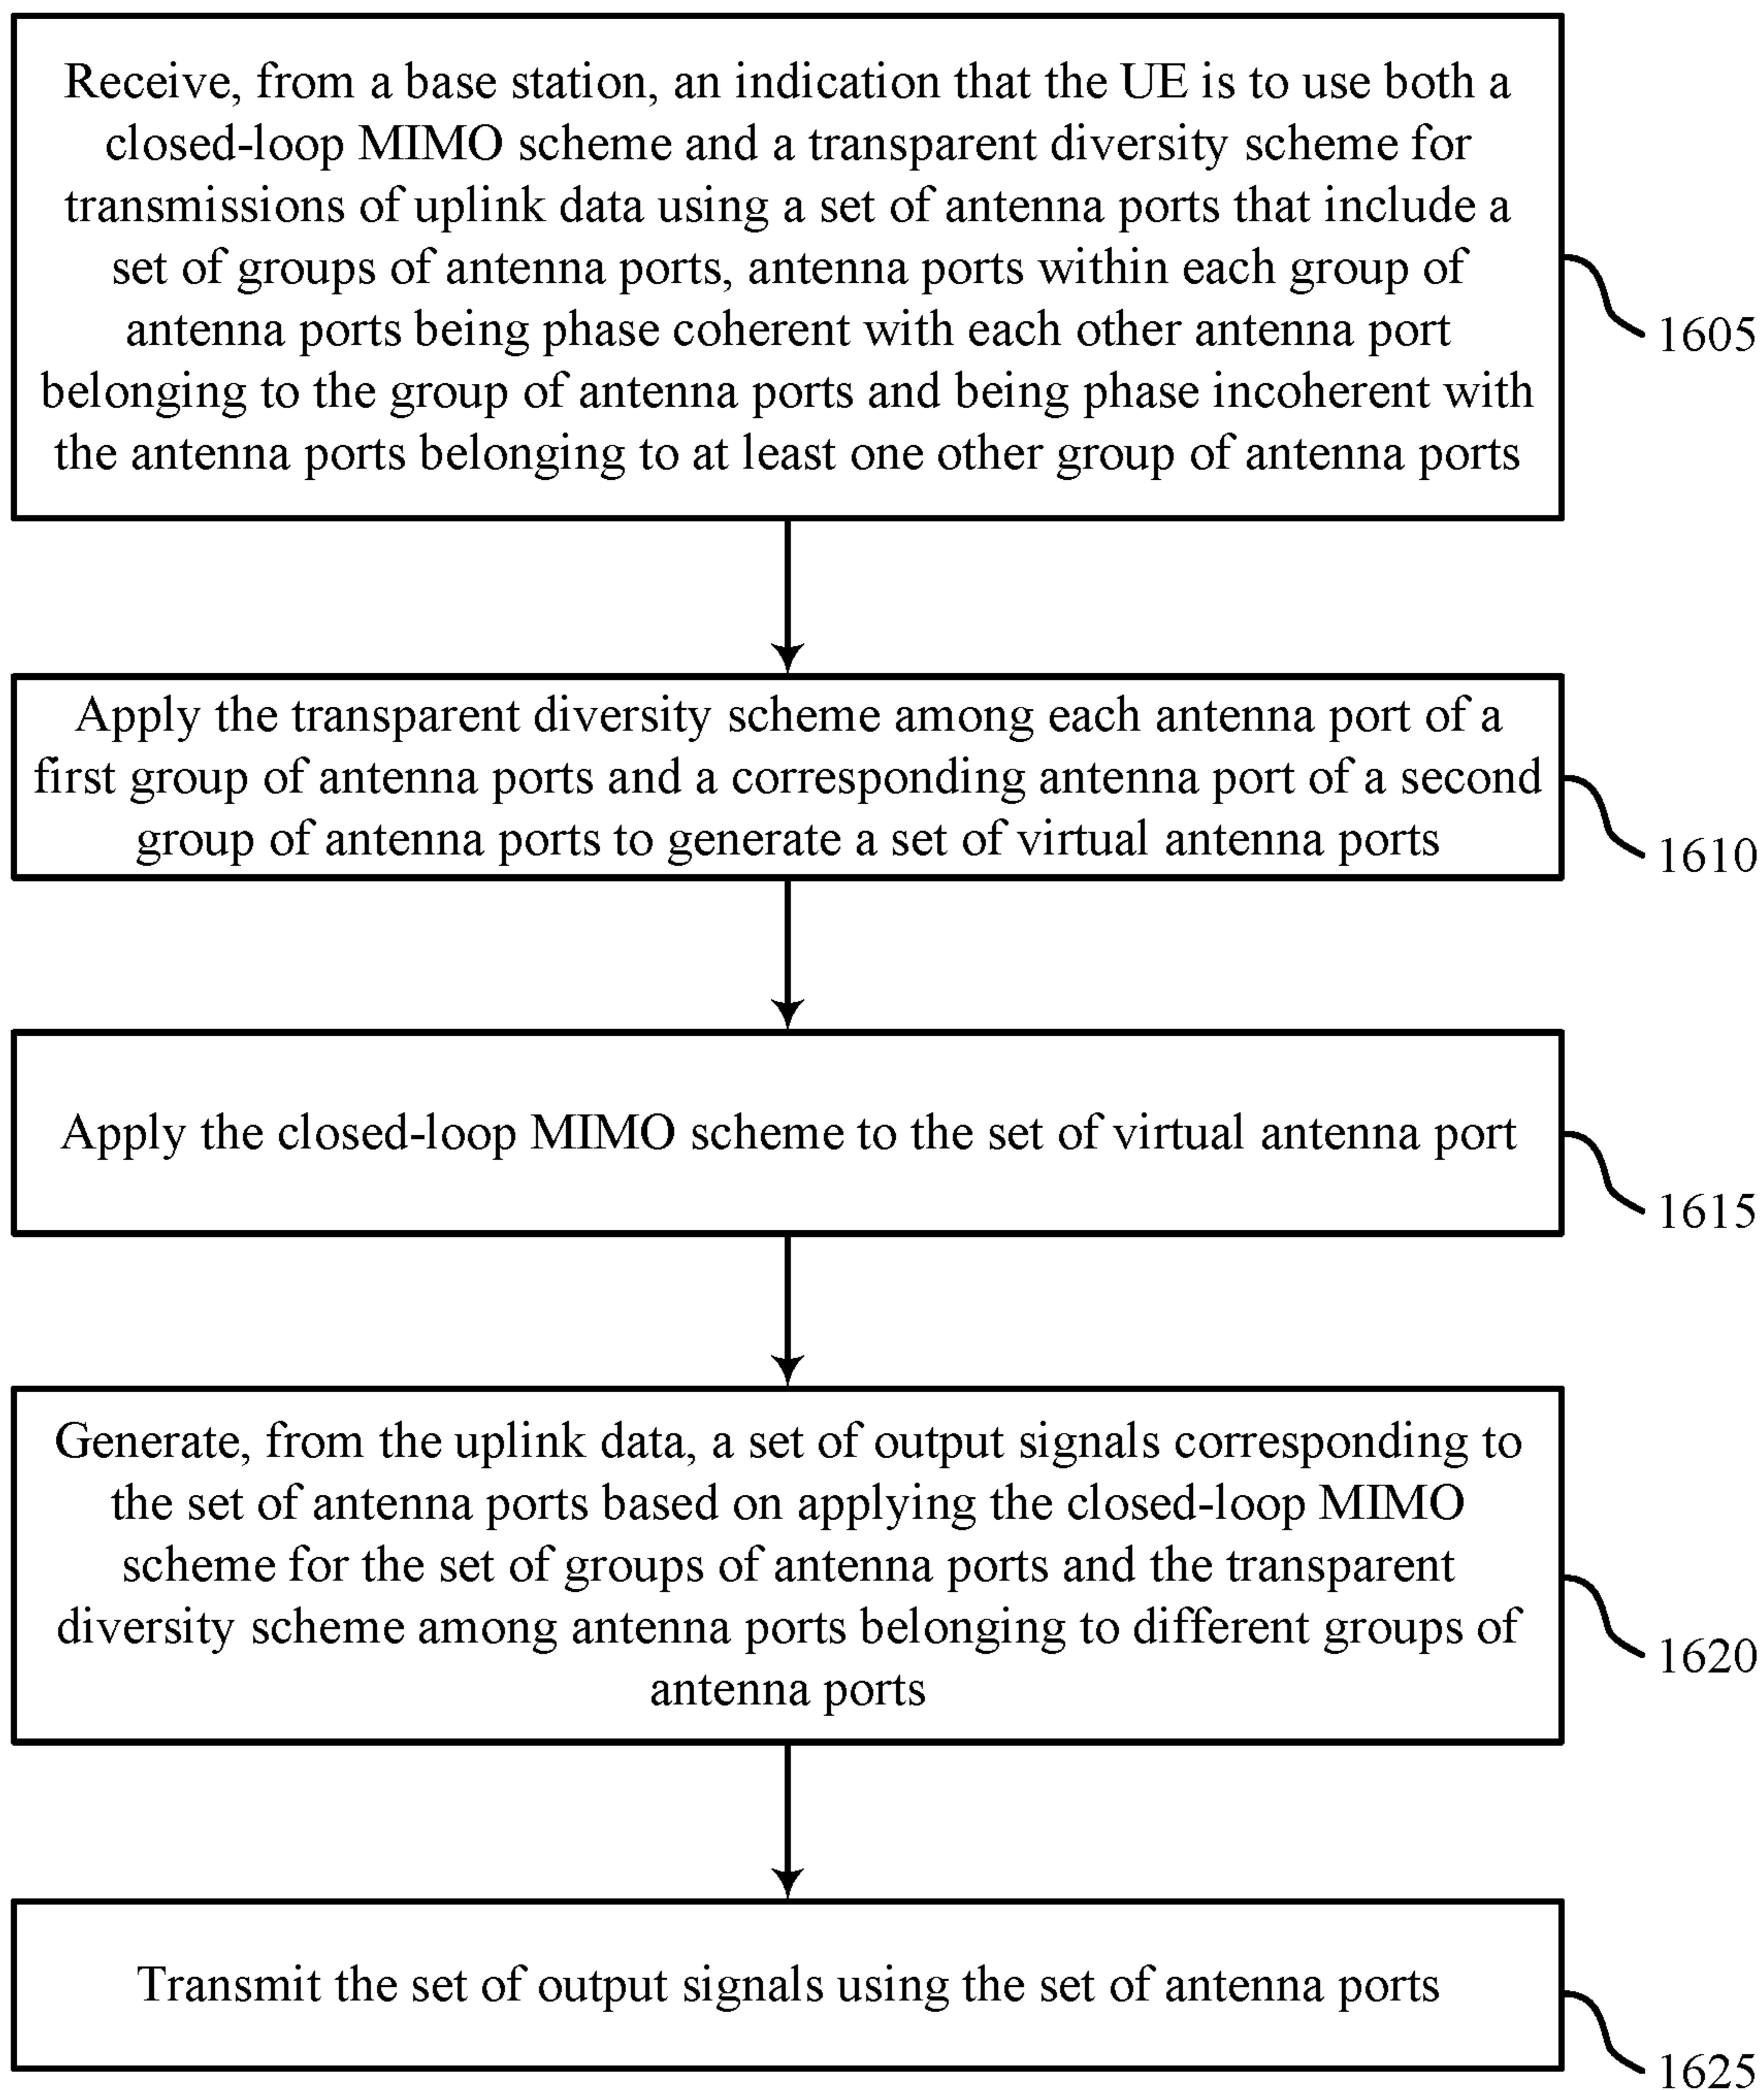 Receive, from a base station, an indication that the UE is to use both a
closed-loop MIMO scheme and a transparent diversity scheme for
transmissions of uplink data using a set of antenna ports that include a
set of groups of antenna ports, antenna ports within each group of
antenna ports being phase coherent with each other antenna port
belonging to the group of antenna ports and being phase incoherent with
the antenna ports belonging to at least one other group of antenna ports
1605
Apply the transparent diversity scheme among each antenna port of a
first group of antenna ports and a corresponding antenna port of a second
group of antenna ports to generate a set of virtual antenna ports
1610
Apply the closed-loop MIMO scheme to the set of virtual antenna port
1615
Generate, from the uplink data, a set of output signals corresponding to
the set of antenna ports based on applying the closed-loop MIMO
scheme for the set of groups of antenna ports and the transparent
diversity scheme among antenna ports belonging to different groups of
antenna ports
1620
Transmit the set of output signals using the set of antenna ports
1625